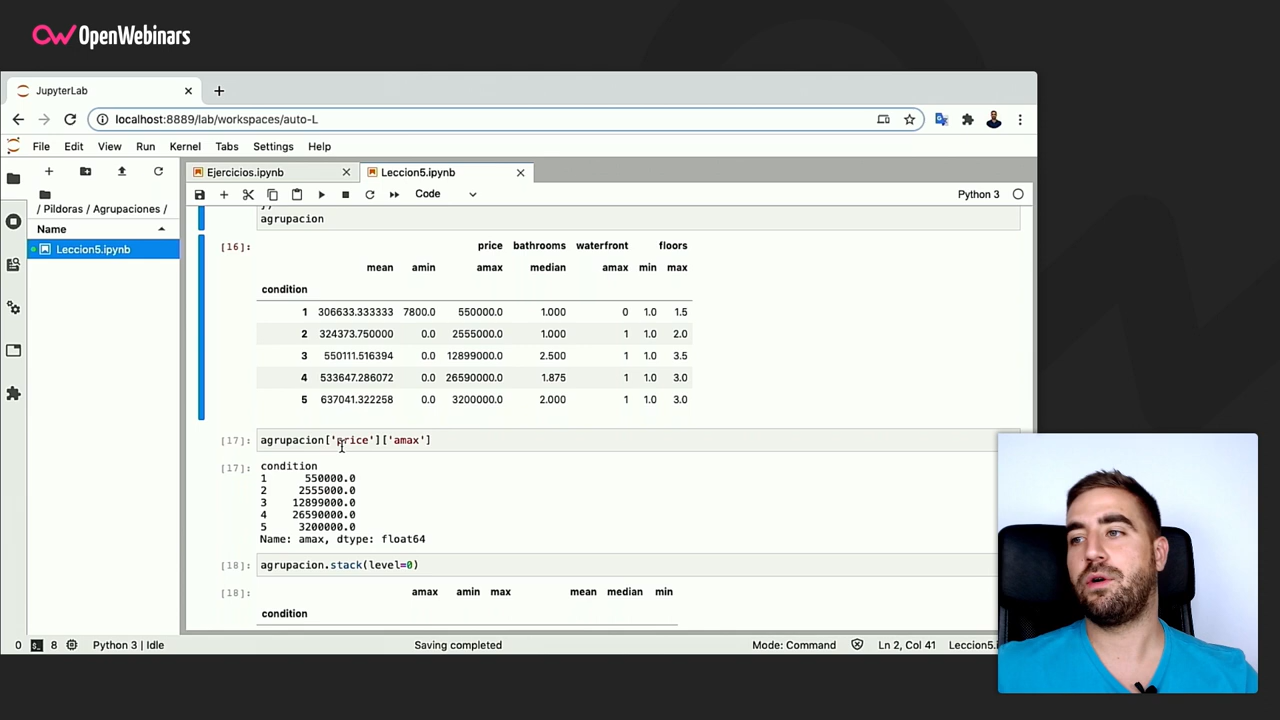 OpenWebinars
JupyterLab
localhost:8889/lab/workspaces/auto-L
File Edit View Run Kernel Tabs Settings Help
Ejercicios.ipynb
Leccion5.ipynb
Code
Python 3
/ Pildoras / Agrupaciones /
Name
Leccion5.ipynb
agrupacion
[16]:
price bathrooms waterfront floors
mean amin amax median amax min max
condition
1 306633.333333 7800.0 550000.0 1.000 0 1.0 1.5
2 324373.750000 0.0 2555000.0 1.000 1 1.0 2.0
3 550111.516394 0.0 12899000.0 2.500 1 1.0 3.5
4 533647.286072 0.0 26590000.0 1.875 1 1.0 3.0
5 637041.322258 0.0 3200000.0 2.000 1 1.0 3.0
[17]: agrupacion['price']['amax']
[17]: condition
1 550000.0
2 2555000.0
3 12899000.0
4 26590000.0
5 3200000.0
Name: amax, dtype: float64
[18]: agrupacion.stack(level=0)
[18]: amax amin max mean median min
condition
0 8 Python 3 | Idle Saving completed Mode: Command Ln 2, Col 41